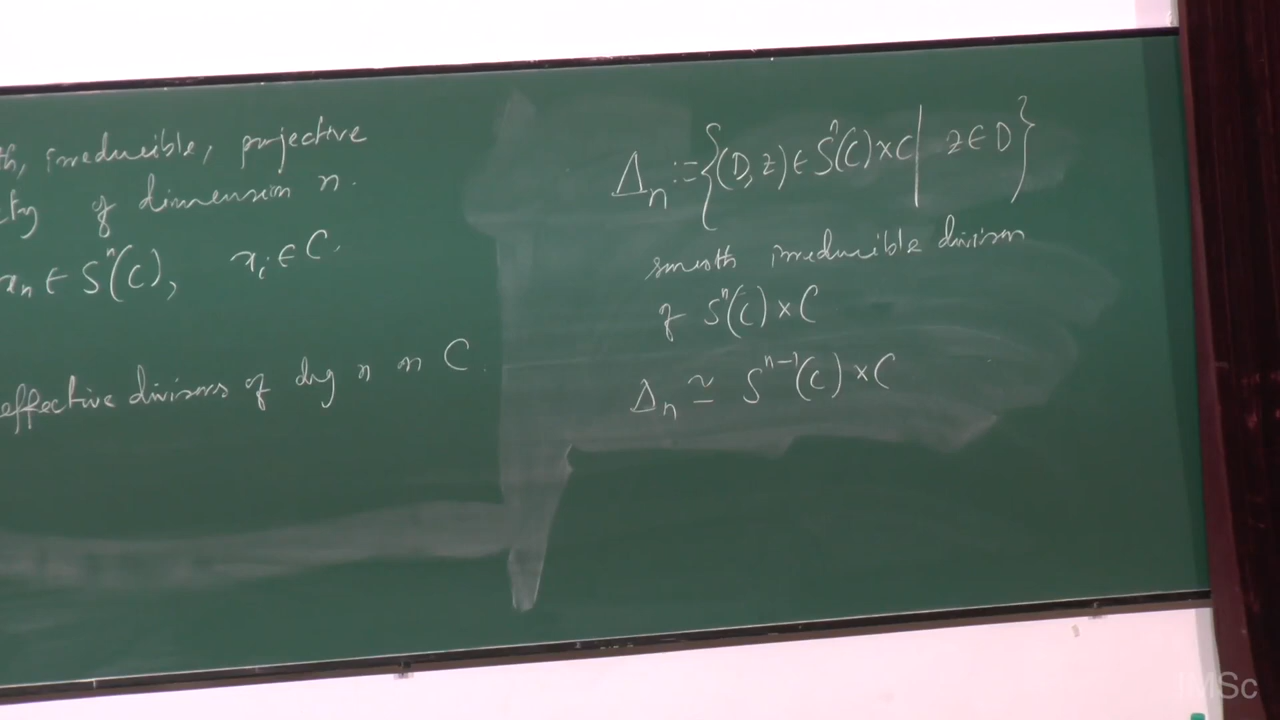 th, irreducible, projective
ety of dimension n.
x_n ∈ S^n(C), x_i ∈ C.
effective divisors of deg n on C.
Δ_n := {(D, z) ∈ S^n(C) × C | z ∈ D}
smooth irreducible divisor
of S^n(C) × C
Δ_n ≃ S^{n-1}(C) × C
IMSc